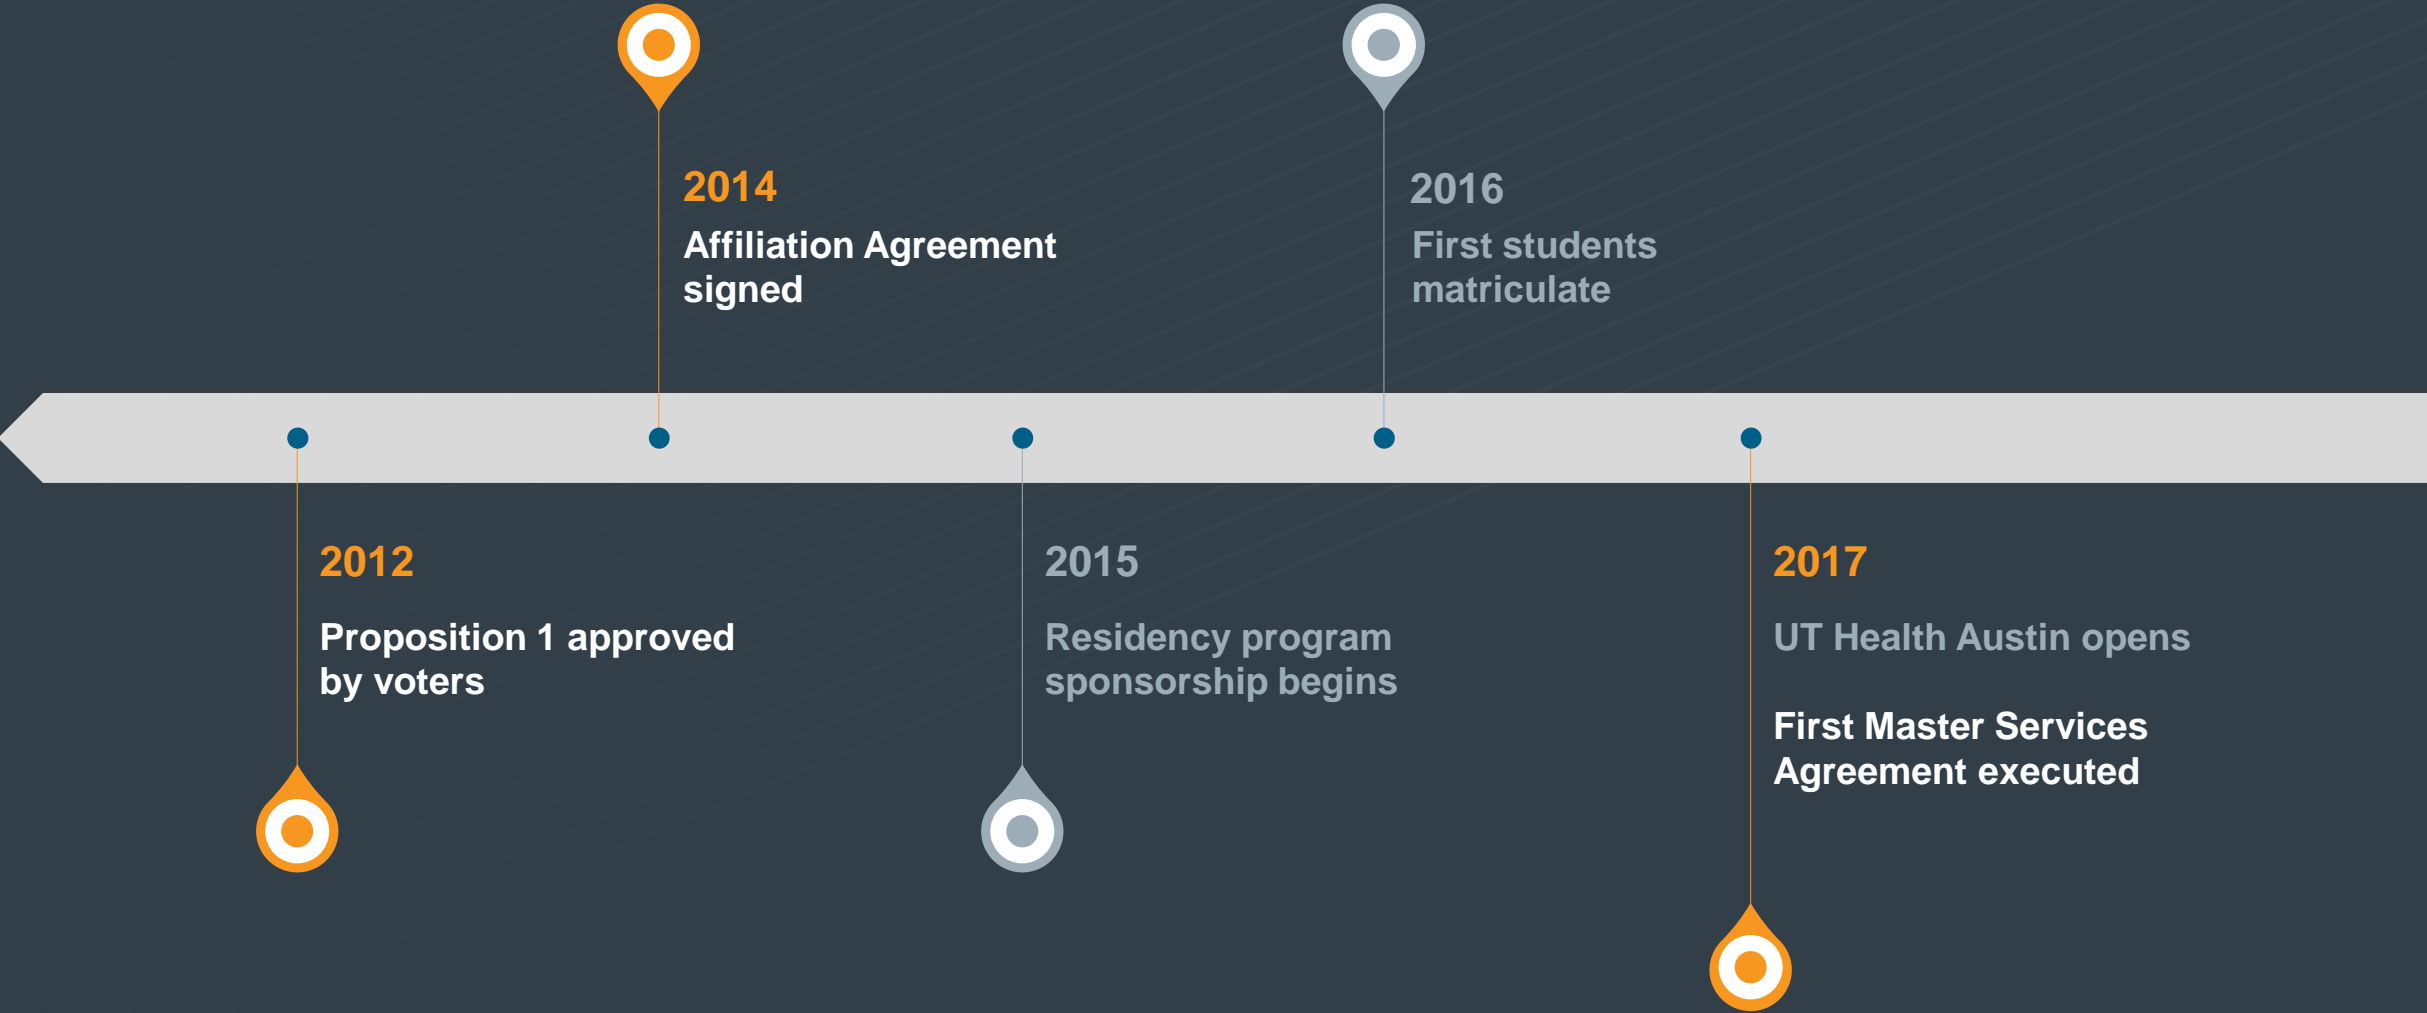 2014
Affiliation Agreement
signed
2016
First students
matriculate
2012
Proposition 1 approved
by voters
2015
Residency program
sponsorship begins
2017
UT Health Austin opens
First Master Services
Agreement executed